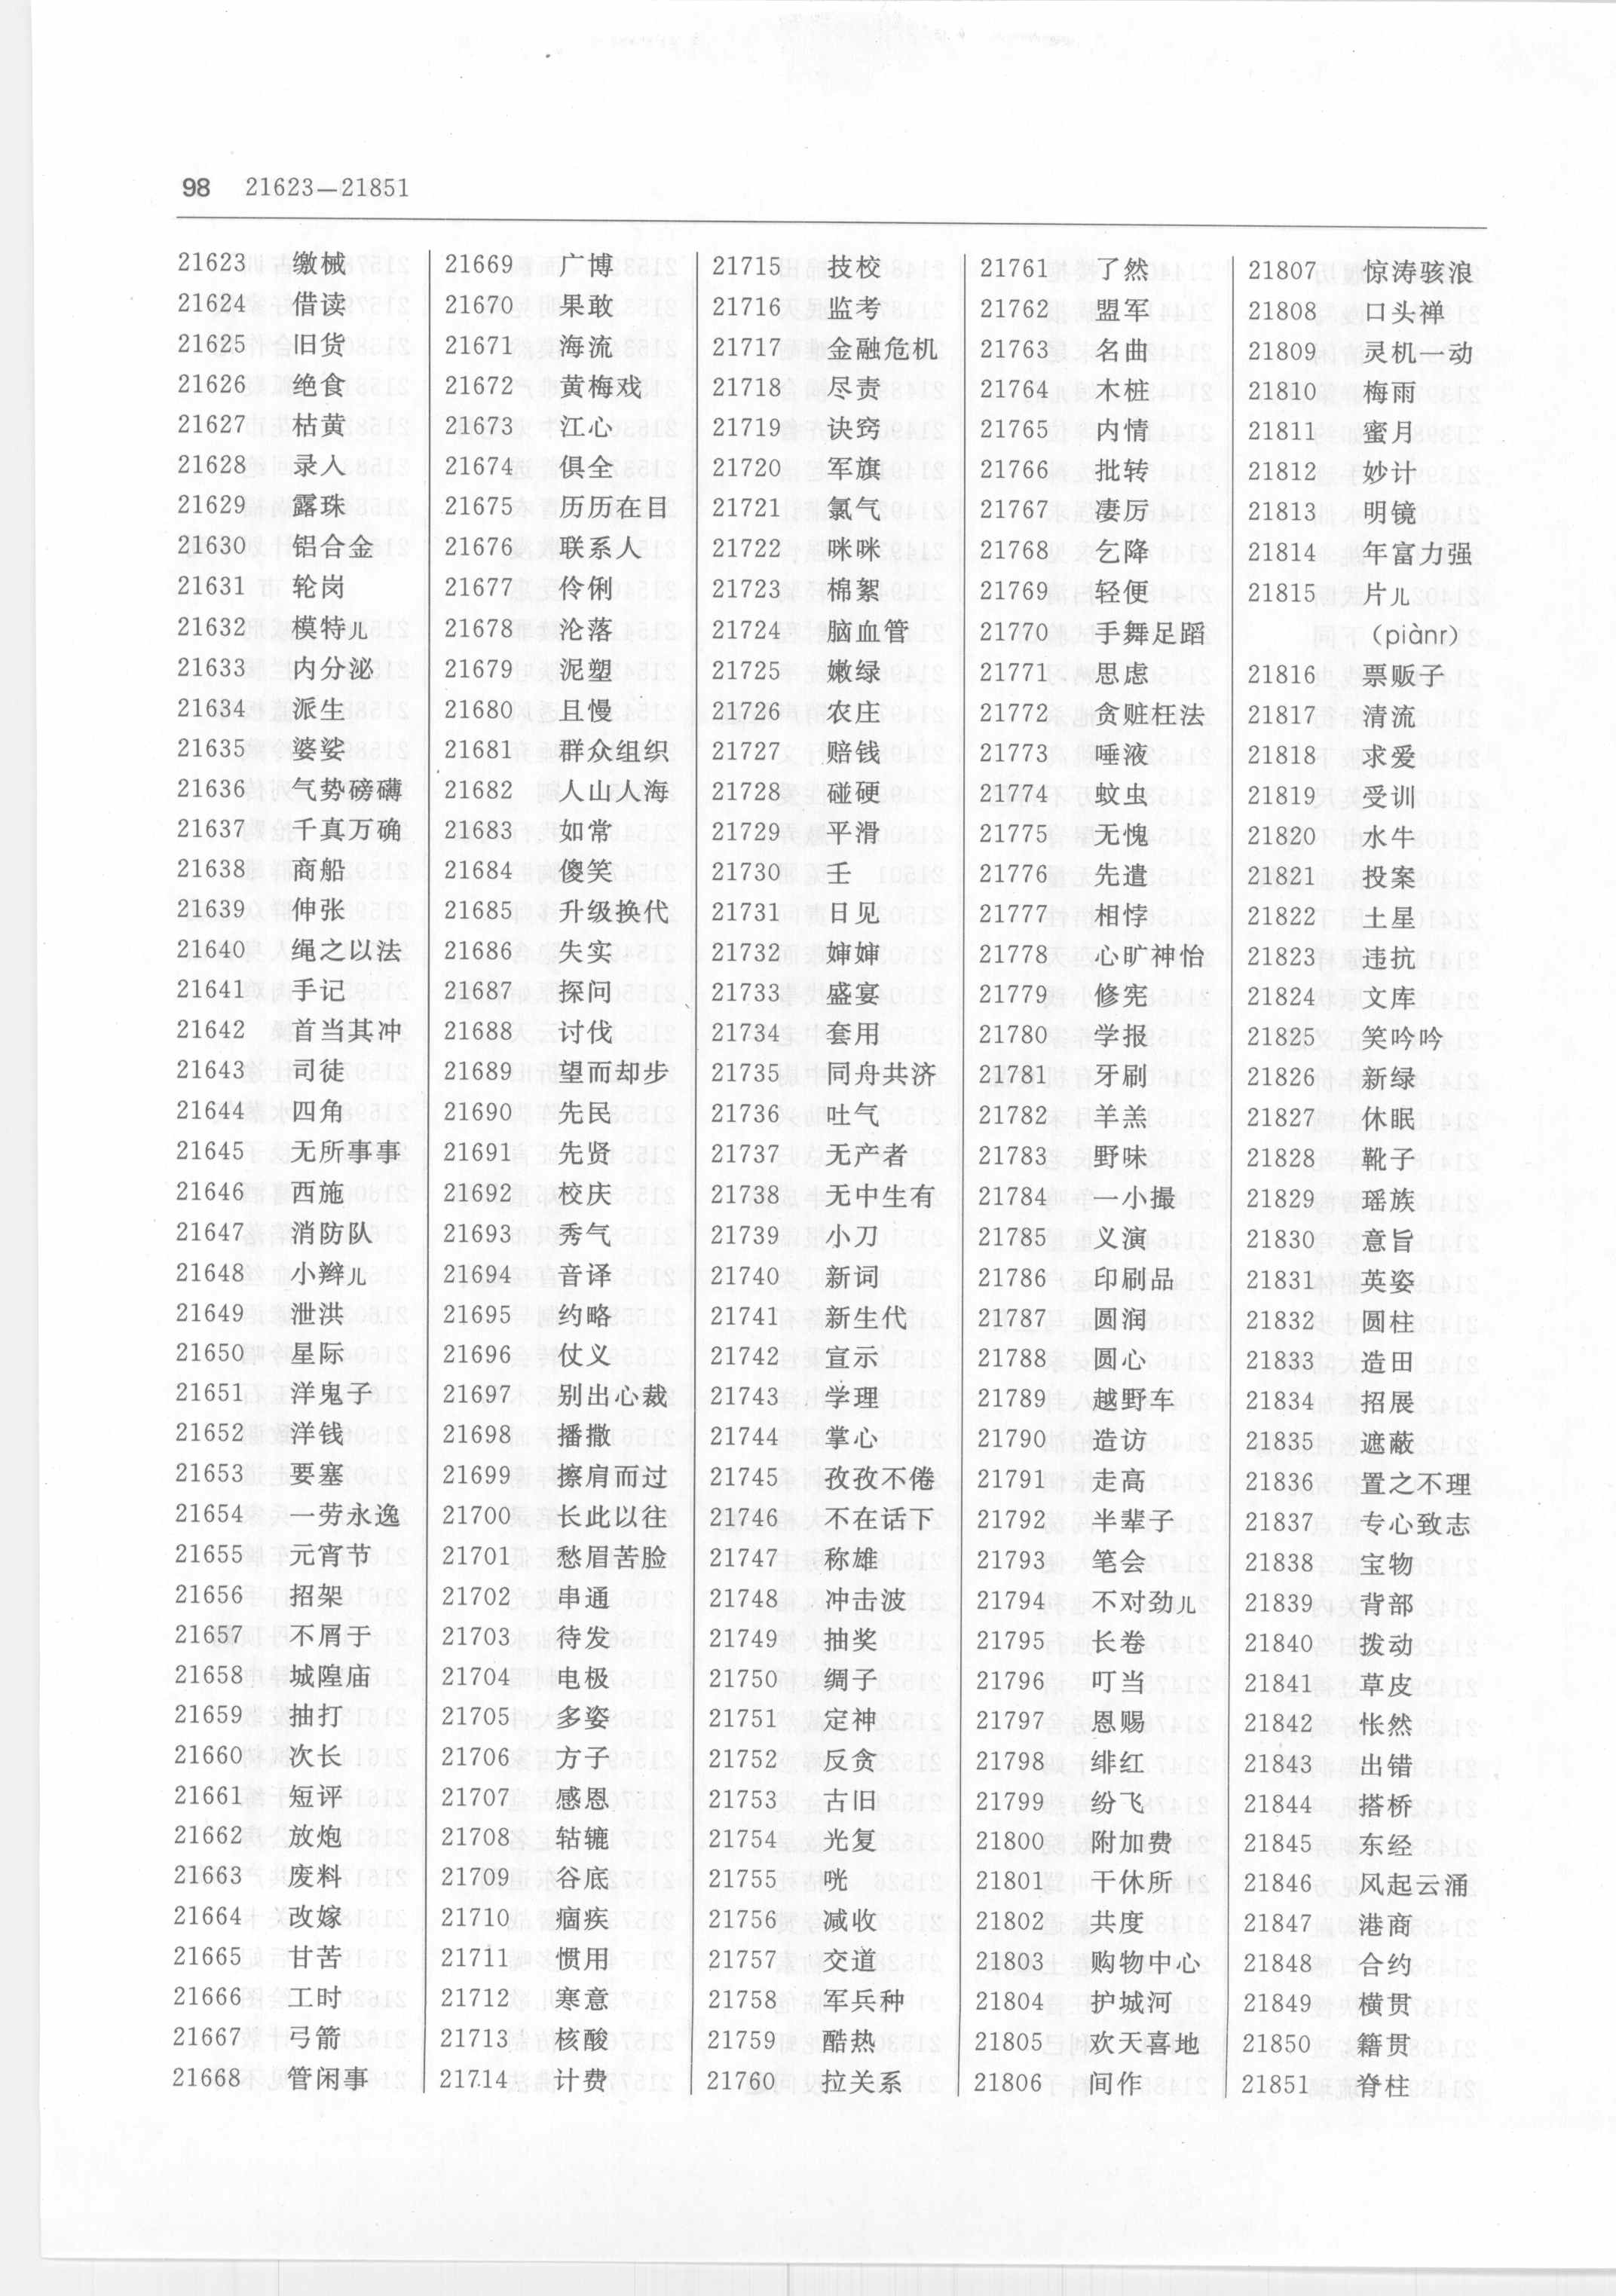 98 21623—21851
21623 缴械
21624 借读
21625 旧货
21626 绝食
21627 枯黄
21628 录入
21629 露珠
21630 铝合金
21631 轮岗
21632 模特儿
21633 内分泌
21634 派生
21635 婆娑
21636 气势磅礴
21637 千真万确
21638 商船
21639 伸张
21640 绳之以法
21641 手记
21642 首当其冲
21643 司徒
21644 四角
21645 无所事事
21646 西施
21647 消防队
21648 小辫儿
21649 泄洪
21650 星际
21651 洋鬼子
21652 洋钱
21653 要塞
21654 一劳永逸
21655 元宵节
21656 招架
21657 不屑于
21658 城隍庙
21659 抽打
21660 次长
21661 短评
21662 放炮
21663 废料
21664 改嫁
21665 甘苦
21666 工时
21667 弓箭
21668 管闲事
21669 广博
21670 果敢
21671 海流
21672 黄梅戏
21673 江心
21674 俱全
21675 历历在目
21676 联系人
21677 伶俐
21678 沦落
21679 泥塑
21680 且慢
21681 群众组织
21682 人山人海
21683 如常
21684 傻笑
21685 升级换代
21686 失实
21687 探问
21688 讨伐
21689 望而却步
21690 先民
21691 先贤
21692 校庆
21693 秀气
21694 音译
21695 约略
21696 仗义
21697 别出心裁
21698 播撒
21699 擦肩而过
21700 长此以往
21701 愁眉苦脸
21702 串通
21703 待发
21704 电极
21705 多姿
21706 方子
21707 感恩
21708 轱辘
21709 谷底
21710 痼疾
21711 惯用
21712 寒意
21713 核酸
21714 计费
21715 技校
21716 监考
21717 金融危机
21718 尽责
21719 诀窍
21720 军旗
21721 氯气
21722 咪咪
21723 棉絮
21724 脑血管
21725 嫩绿
21726 农庄
21727 赔钱
21728 碰硬
21729 平滑
21730 壬
21731 日见
21732 婶婶
21733 盛宴
21734 套用
21735 同舟共济
21736 吐气
21737 无产者
21738 无中生有
21739 小刀
21740 新词
21741 新生代
21742 宣示
21743 学理
21744 掌心
21745 孜孜不倦
21746 不在话下
21747 称雄
21748 冲击波
21749 抽奖
21750 绸子
21751 定神
21752 反贪
21753 古旧
21754 光复
21755 咣
21756 减收
21757 交道
21758 军兵种
21759 酷热
21760 拉关系
21761 了然
21762 盟军
21763 名曲
21764 木桩
21765 内情
21766 批转
21767 凄厉
21768 乞降
21769 轻便
21770 手舞足蹈
21771 思虑
21772 贪赃枉法
21773 唾液
21774 蚊虫
21775 无愧
21776 先遣
21777 相悖
21778 心旷神怡
21779 修宪
21780 学报
21781 牙刷
21782 羊羔
21783 野味
21784 一小撮
21785 义演
21786 印刷品
21787 圆润
21788 圆心
21789 越野车
21790 造访
21791 走高
21792 半辈子
21793 笔会
21794 不对劲儿
21795 长卷
21796 叮当
21797 恩赐
21798 绯红
21799 纷飞
21800 附加费
21801 干休所
21802 共度
21803 购物中心
21804 护城河
21805 欢天喜地
21806 间作
21807 惊涛骇浪
21808 口头禅
21809 灵机一动
21810 梅雨
21811 蜜月
21812 妙计
21813 明镜
21814 年富力强
21815 片儿
(piànr)
21816 票贩子
21817 清流
21818 求爱
21819 受训
21820 水牛
21821 投案
21822 土星
21823 违抗
21824 文库
21825 笑吟吟
21826 新绿
21827 休眠
21828 靴子
21829 瑶族
21830 意旨
21831 英姿
21832 圆柱
21833 造田
21834 招展
21835 遮蔽
21836 置之不理
21837 专心致志
21838 宝物
21839 背部
21840 拨动
21841 草皮
21842 怅然
21843 出错
21844 搭桥
21845 东经
21846 风起云涌
21847 港商
21848 合约
21849 横贯
21850 籍贯
21851 脊柱